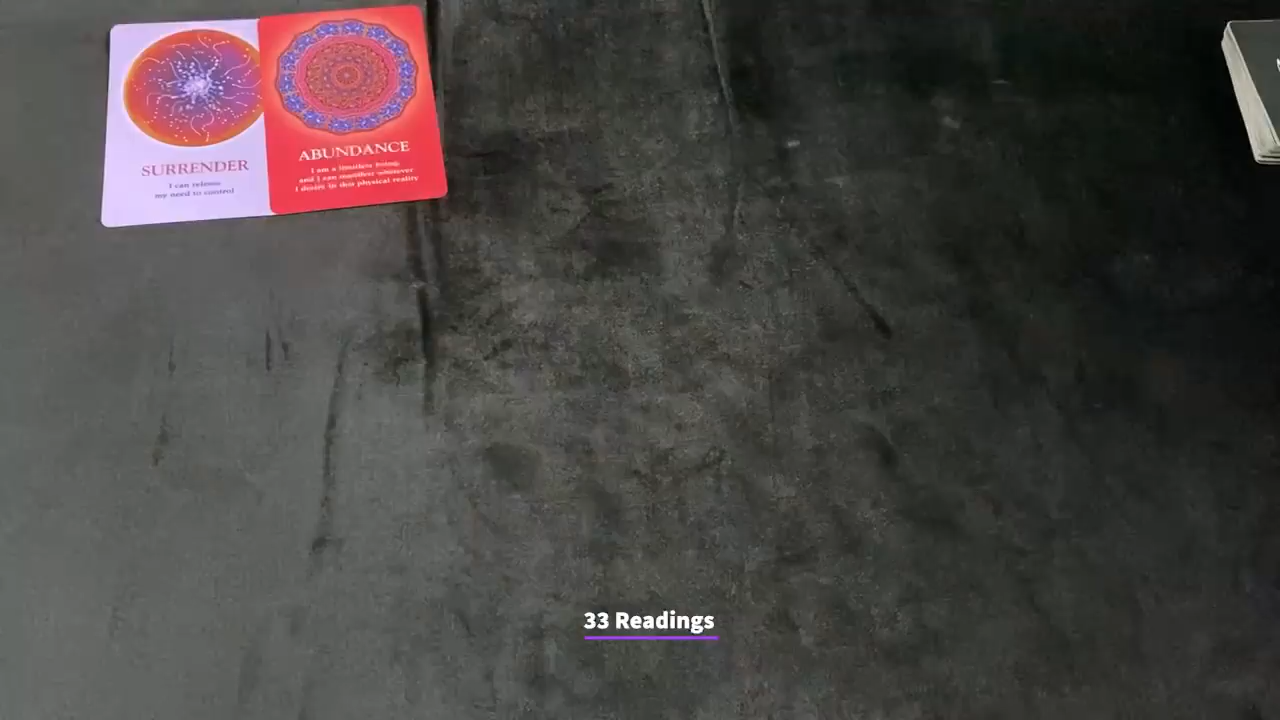 SURRENDER
I can release
my need to control
ABUNDANCE
I am a limitless being,
and I can manifest whatever
I desire in this physical reality
33 Readings